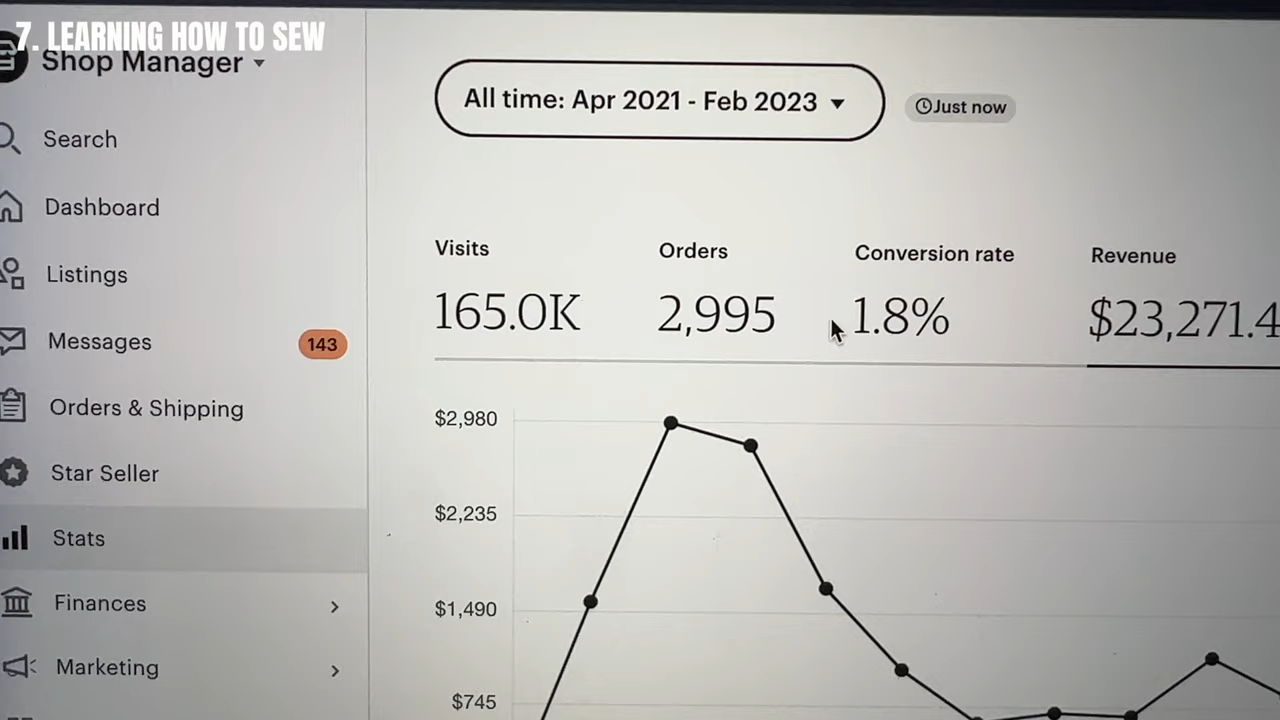 7. LEARNING HOW TO SEW
Shop Manager
Search
Dashboard
Listings
Messages
143
Orders & Shipping
Star Seller
Stats
Finances
Marketing
All time: Apr 2021 - Feb 2023
Just now
Visits
165.0K
Orders
2,995
Conversion rate
1.8%
Revenue
$23,271.4
$2,980
$2,235
$1,490
$745